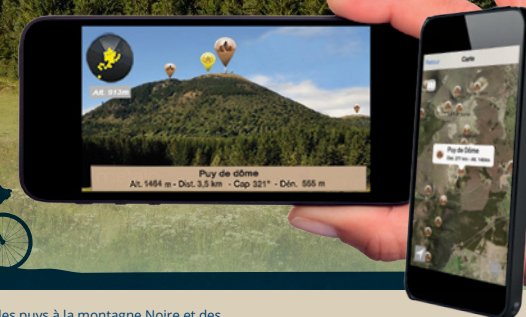 Alt. 913m
Puy de dôme
Alt. 1464 m - Dist. 3,5 km - Cap 321° - Dén. 555 m
Retour
Carte
Puy de Dôme
les puys à la montagne Noire et des